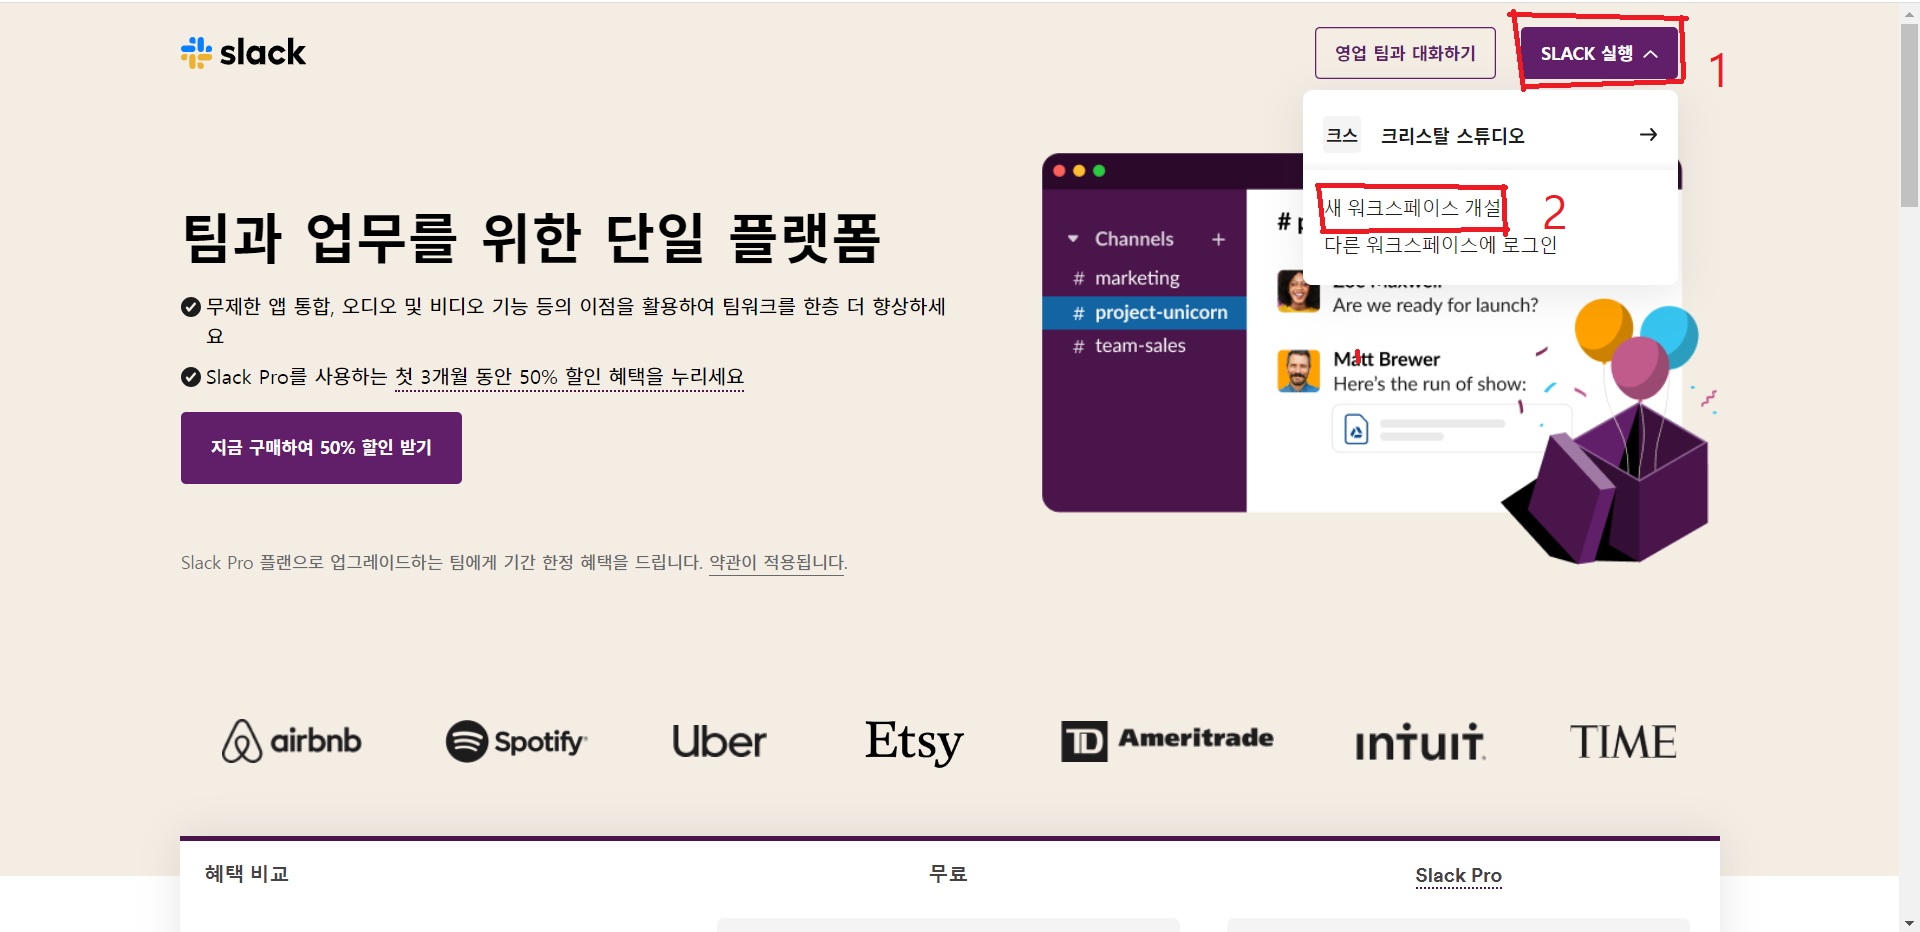 slack
영업 팀과 대화하기
SLACK 실행
1
크스 크리스탈 스튜디오
새 워크스페이스 개설
2
다른 워크스페이스에 로그인
팀과 업무를 위한 단일 플랫폼
무제한 앱 통합, 오디오 및 비디오 기능 등의 이점을 활용하여 팀워크를 한층 더 향상하세
요
Slack Pro를 사용하는 첫 3개월 동안 50% 할인 혜택을 누리세요
지금 구매하여 50% 할인 받기
Slack Pro 플랜으로 업그레이드하는 팀에게 기간 한정 혜택을 드립니다. 약관이 적용됩니다.
Channels +
# marketing
# project-unicorn
# team-sales
#
Are we ready for launch?
Matt Brewer
Here's the run of show:
airbnb
Spotify
Uber
Etsy
TD Ameritrade
intuit
TIME
혜택 비교
무료
Slack Pro